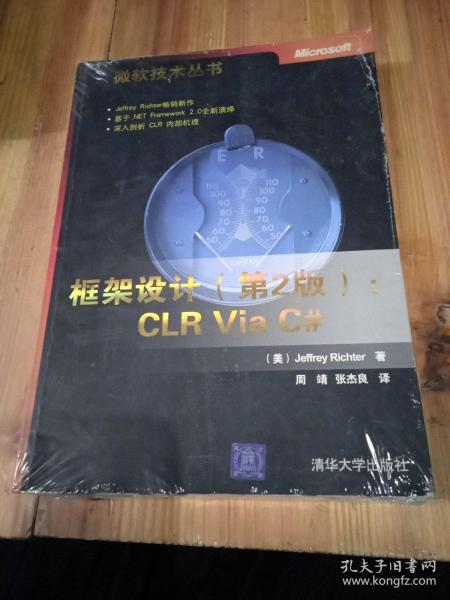 Microsoft
微软技术丛书
• Jeffrey Richter畅销新作
• 基于 .NET Framework 2.0全新演绎
• 深入剖析 CLR 内部机理
E R
110 110
100 100
90 90
80 80
70 70
60 60
50 50
框架设计（第2版）：
CLR Via C#
（美）Jeffrey Richter 著
周 靖 张杰良 译
清华大学出版社
孔夫子旧书网
www.kongfz.com